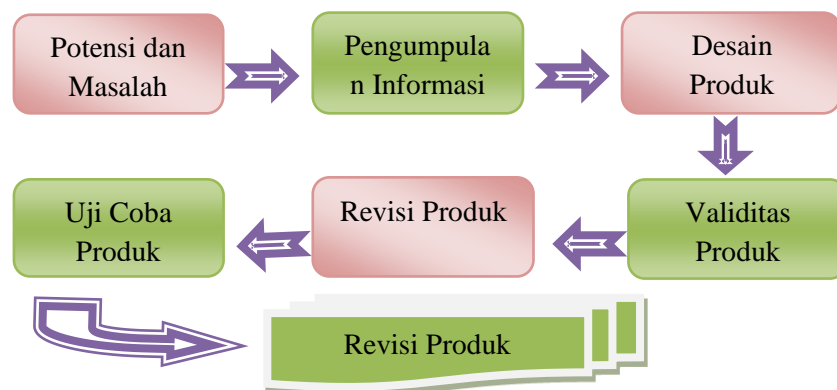 Potensi dan
Masalah
Pengumpula
n Informasi
Desain
Produk
Validitas
Produk
Revisi Produk
Uji Coba
Produk
Revisi Produk